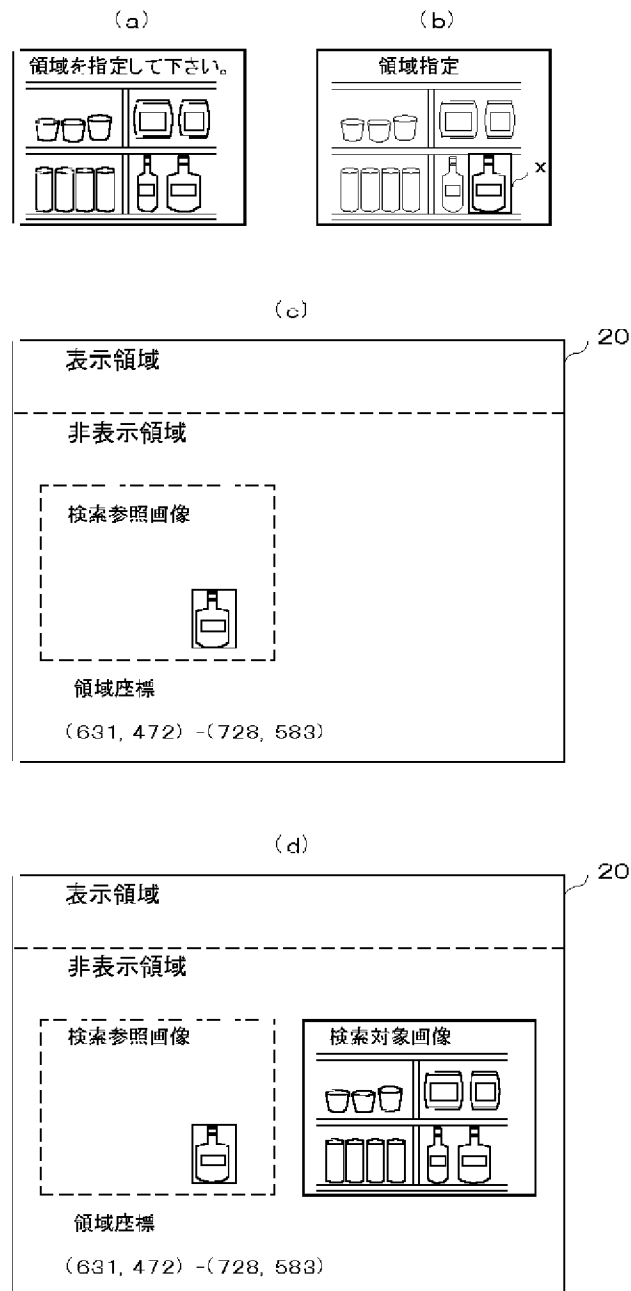 (a)
領域を指定して下さい。
(b)
領域指定
x
(c)
20
表示領域
非表示領域
検索参照画像
領域座標
(631, 472) -(728, 583)
(d)
20
表示領域
非表示領域
検索参照画像
検索対象画像
領域座標
(631, 472) -(728, 583)